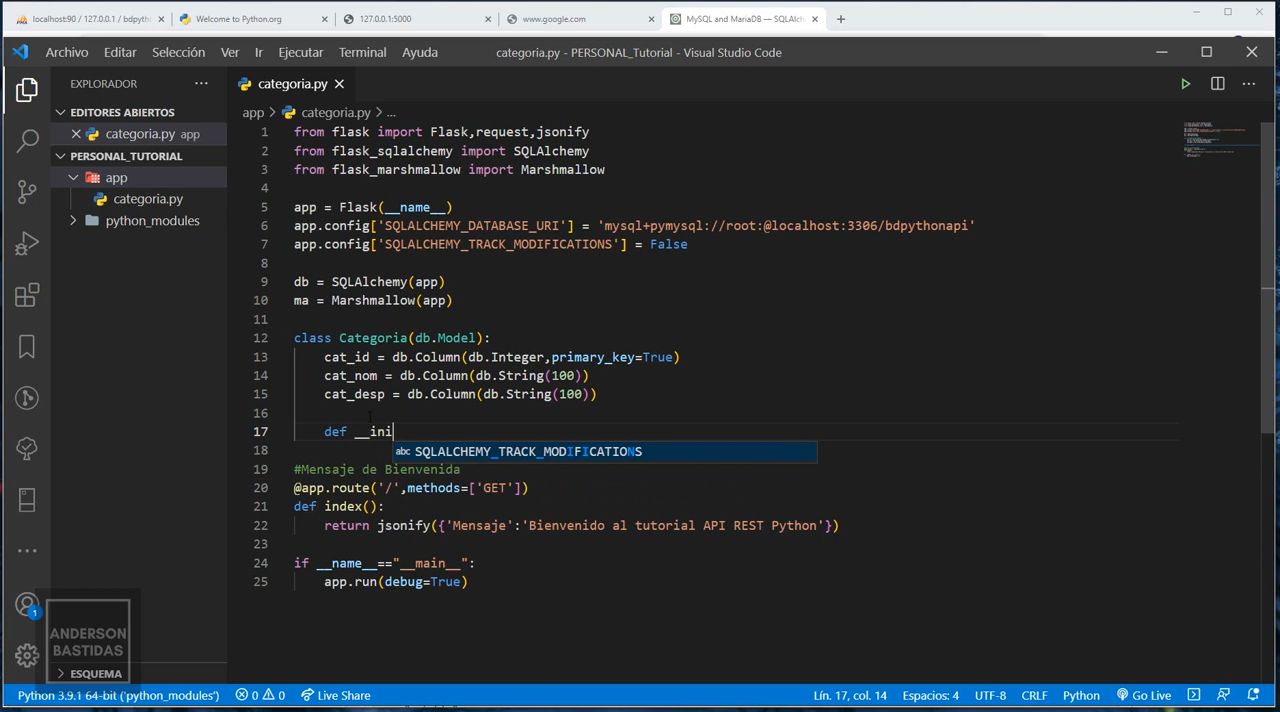 localhost:90 / 127.0.0.1 / bdpyth
Welcome to Python.org
127.0.0.1:5000
www.google.com
MySQL and MariaDB — SQLAlch
Archivo Editar Selección Ver Ir Ejecutar Terminal Ayuda
categoria.py - PERSONAL_Tutorial - Visual Studio Code
EXPLORADOR
categoria.py
EDITORES ABIERTOS
categoria.py app
PERSONAL_TUTORIAL
app
categoria.py
python_modules
app > categoria.py > ...
1 from flask import Flask,request,jsonify
2 from flask_sqlalchemy import SQLAlchemy
3 from flask_marshmallow import Marshmallow
4
5 app = Flask(__name__)
6 app.config['SQLALCHEMY_DATABASE_URI'] = 'mysql+pymysql://root:@localhost:3306/bdpythonapi'
7 app.config['SQLALCHEMY_TRACK_MODIFICATIONS'] = False
8
9 db = SQLAlchemy(app)
10 ma = Marshmallow(app)
11
12 class Categoria(db.Model):
13 cat_id = db.Column(db.Integer,primary_key=True)
14 cat_nom = db.Column(db.String(100))
15 cat_desp = db.Column(db.String(100))
16
17 def __ini
abc SQLALCHEMY_TRACK_MODIFICATIONS
18
19 #Mensaje de Bienvenida
20 @app.route('/',methods=['GET'])
21 def index():
22 return jsonify({'Mensaje':'Bienvenido al tutorial API REST Python'})
23
24 if __name__=="__main__":
25 app.run(debug=True)
1
ANDERSON
BASTIDAS
ESQUEMA
Python 3.9.1 64-bit ('python_modules') 0 0 Live Share
Lín. 17, col. 14 Espacios: 4 UTF-8 CRLF Python Go Live